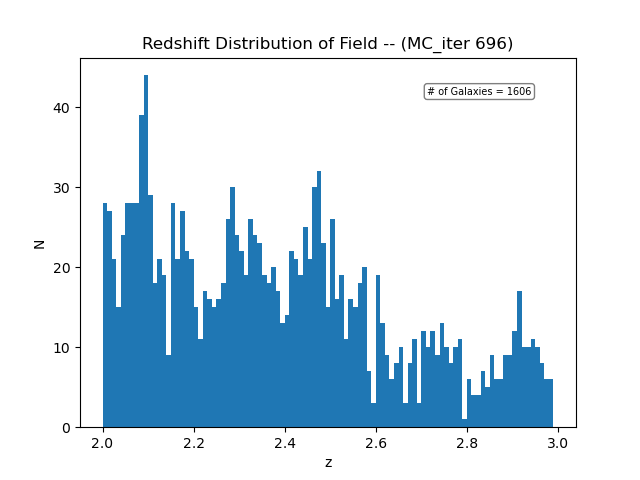 Redshift Distribution of Field -- (MC_iter 696)
# of Galaxies = 1606
40
30
20
10
0
N
2.0 2.2 2.4 2.6 2.8 3.0
z